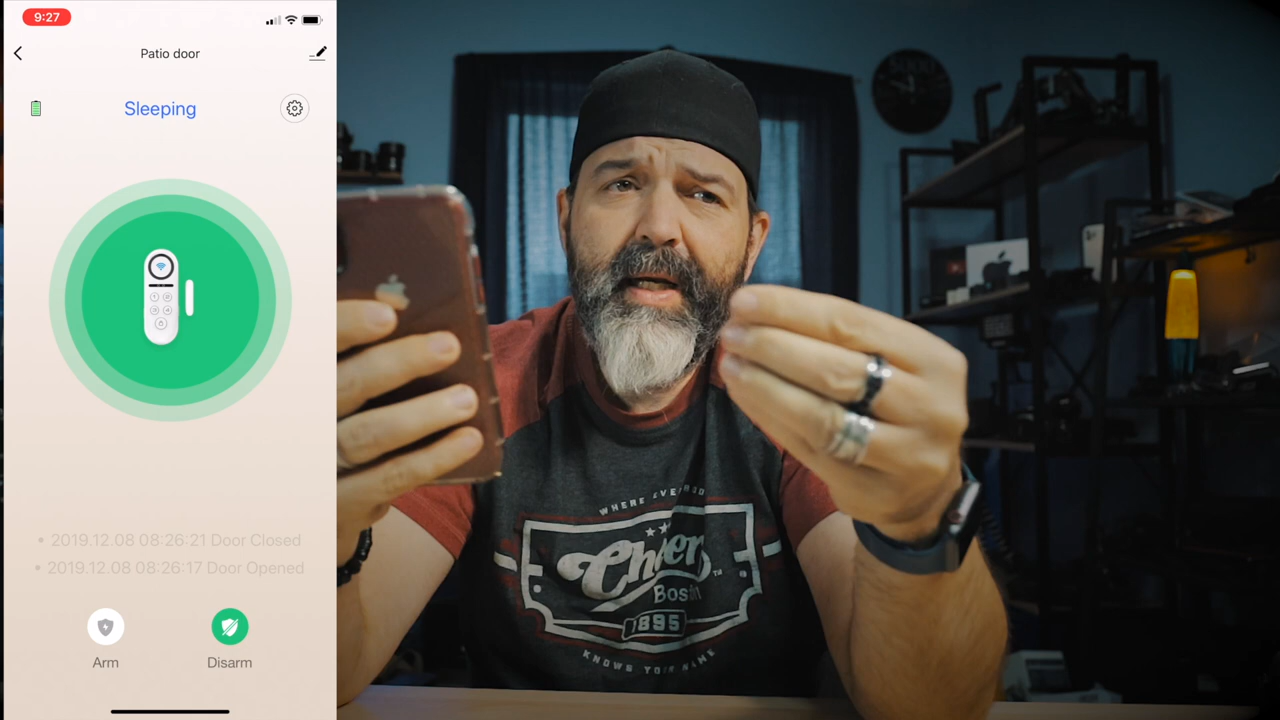 9:27
Patio door
Sleeping
2019.12.08 08:26:21 Door Closed
2019.12.08 08:26:17 Door Opened
Arm
Disarm
WHERE
Boston
1895
KNOWS YOUR NAME